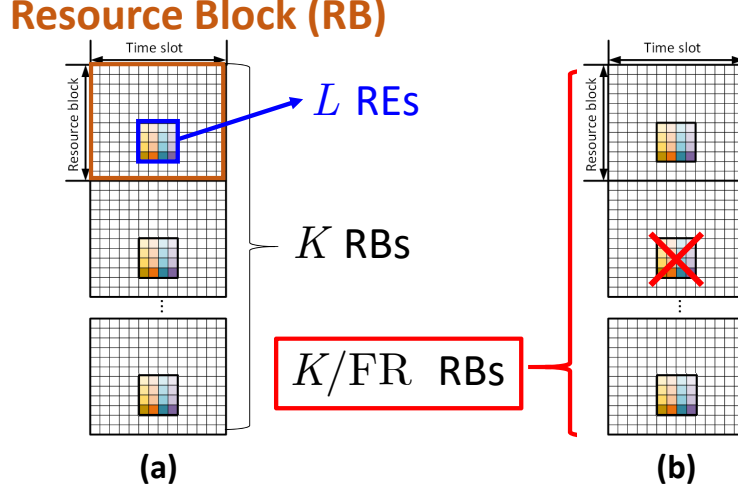 Resource Block (RB)
Time slot
Resource block
L REs
K RBs
⋮
K/FR RBs
(a)
Time slot
Resource block
⋮
(b)